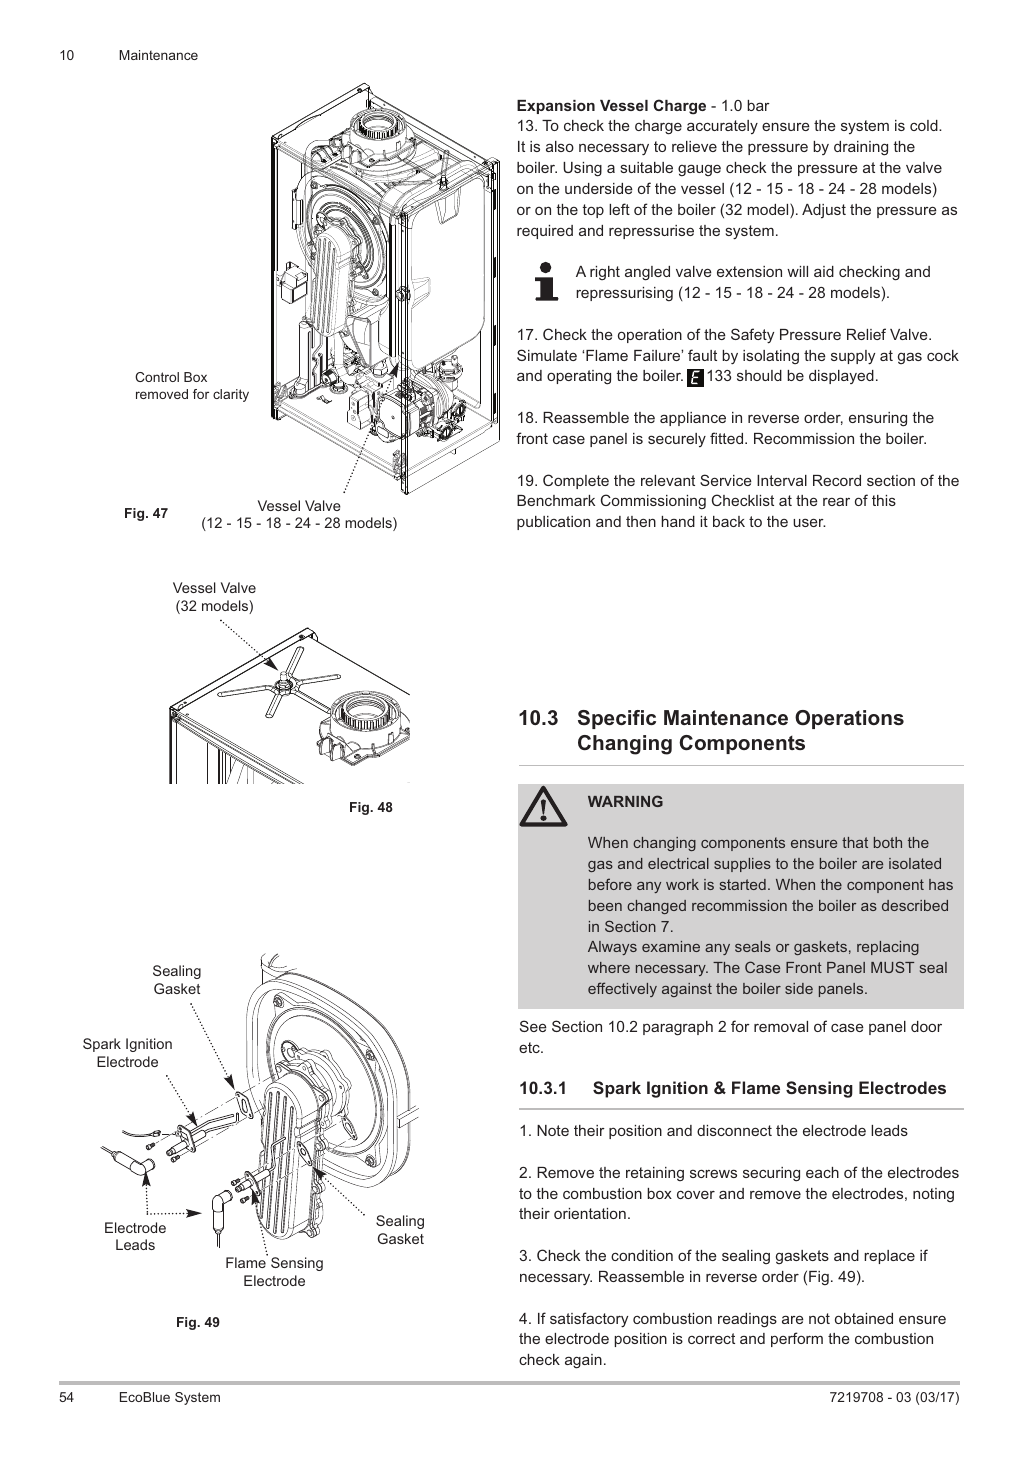 10 Maintenance
Expansion Vessel Charge - 1.0 bar
13. To check the charge accurately ensure the system is cold.
It is also necessary to relieve the pressure by draining the
boiler. Using a suitable gauge check the pressure at the valve
on the underside of the vessel (12 - 15 - 18 - 24 - 28 models)
or on the top left of the boiler (32 model). Adjust the pressure as
required and repressurise the system.
A right angled valve extension will aid checking and
repressurising (12 - 15 - 18 - 24 - 28 models).
17. Check the operation of the Safety Pressure Relief Valve.
Simulate ‘Flame Failure’ fault by isolating the supply at gas cock
and operating the boiler. E 133 should be displayed.
18. Reassemble the appliance in reverse order, ensuring the
front case panel is securely fitted. Recommission the boiler.
19. Complete the relevant Service Interval Record section of the
Benchmark Commissioning Checklist at the rear of this
publication and then hand it back to the user.
Control Box
removed for clarity
Vessel Valve
(12 - 15 - 18 - 24 - 28 models)
Fig. 47
Vessel Valve
(32 models)
Fig. 48
10.3 Specific Maintenance Operations
Changing Components
WARNING
When changing components ensure that both the
gas and electrical supplies to the boiler are isolated
before any work is started. When the component has
been changed recommission the boiler as described
in Section 7.
Always examine any seals or gaskets, replacing
where necessary. The Case Front Panel MUST seal
effectively against the boiler side panels.
See Section 10.2 paragraph 2 for removal of case panel door
etc.
10.3.1 Spark Ignition & Flame Sensing Electrodes
1. Note their position and disconnect the electrode leads
2. Remove the retaining screws securing each of the electrodes
to the combustion box cover and remove the electrodes, noting
their orientation.
3. Check the condition of the sealing gaskets and replace if
necessary. Reassemble in reverse order (Fig. 49).
4. If satisfactory combustion readings are not obtained ensure
the electrode position is correct and perform the combustion
check again.
Sealing
Gasket
Spark Ignition
Electrode
Electrode
Leads
Flame Sensing
Electrode
Sealing
Gasket
Fig. 49
54 EcoBlue System
7219708 - 03 (03/17)